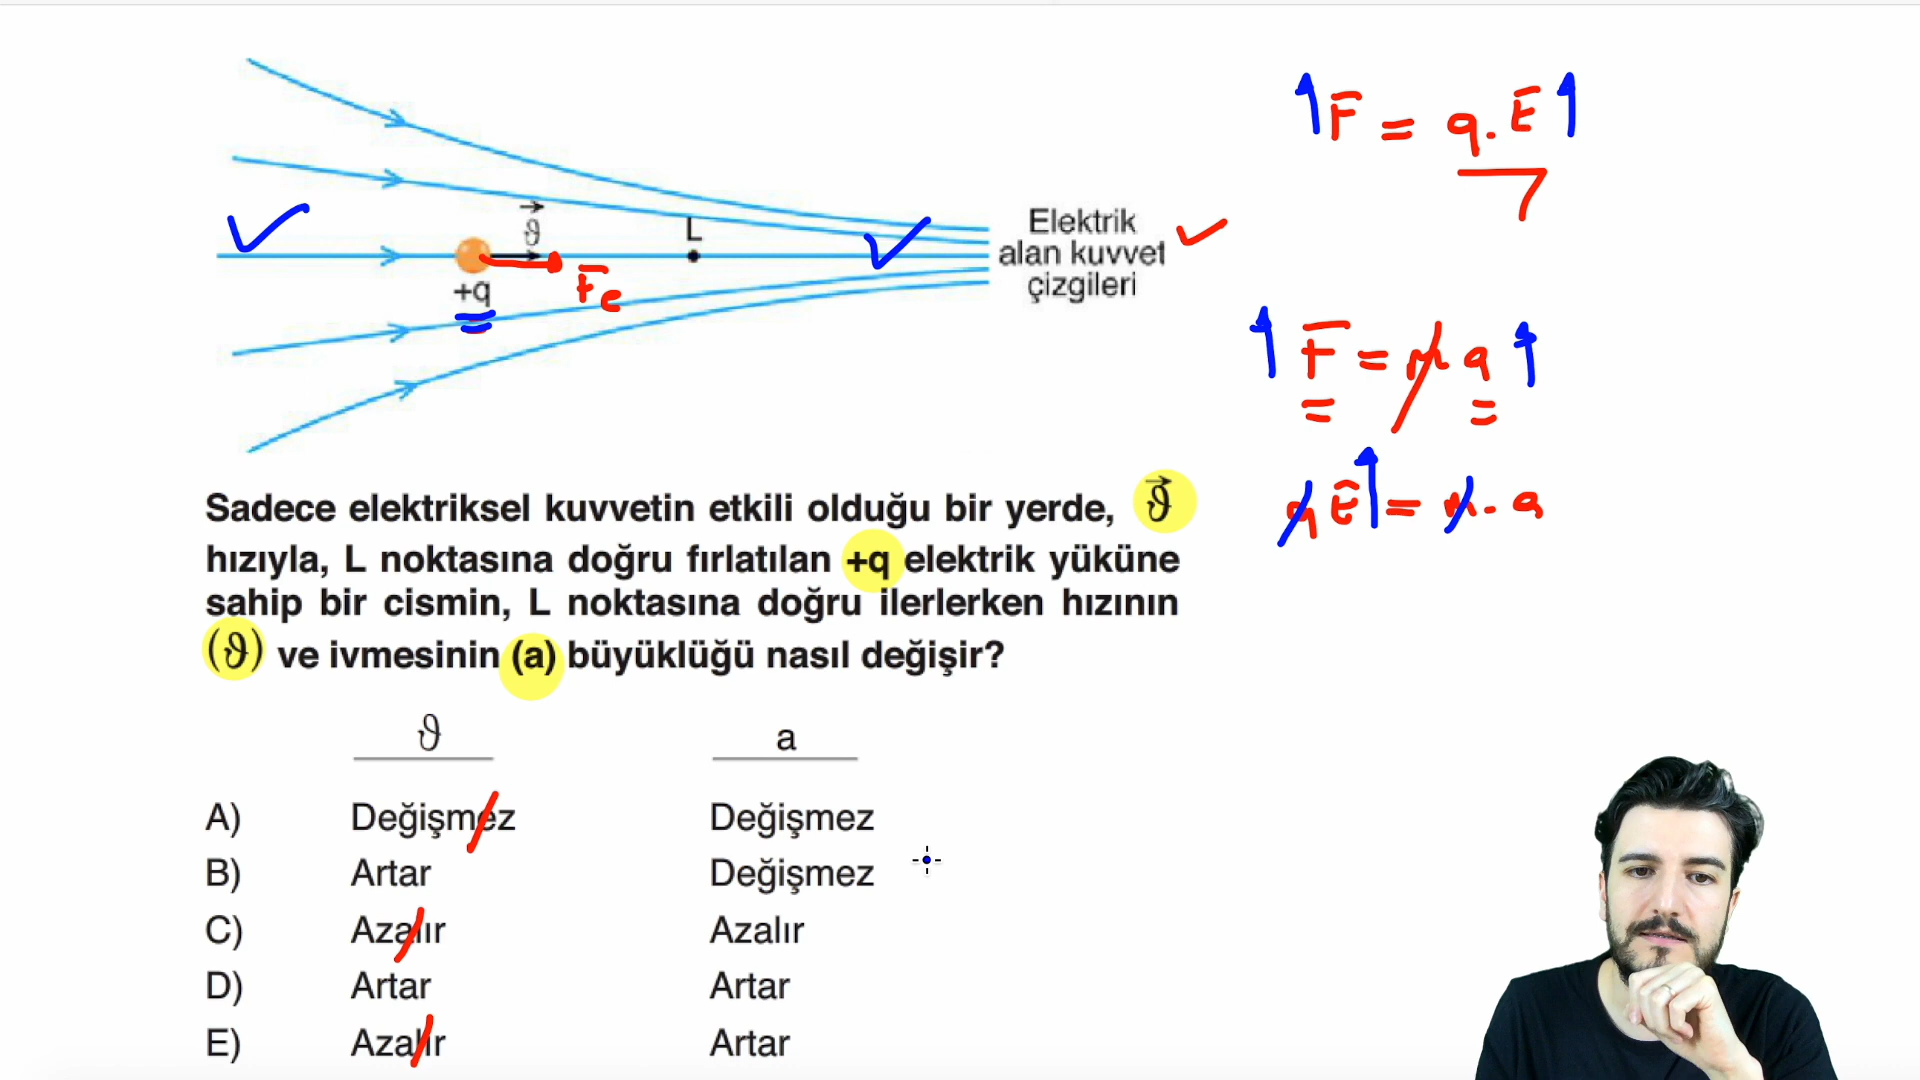 F = q. E
ϑ
L
Elektrik
alan kuvvet
çizgileri
+q
Fe
F = m a
qE = m. a
Sadece elektriksel kuvvetin etkili olduğu bir yerde, ϑ
hızıyla, L noktasına doğru fırlatılan +q elektrik yüküne
sahip bir cismin, L noktasına doğru ilerlerken hızının
(ϑ) ve ivmesinin (a) büyüklüğü nasıl değişir?
ϑ a
A) Değişmez Değişmez
B) Artar Değişmez
C) Azalır Azalır
D) Artar Artar
E) Azalır Artar